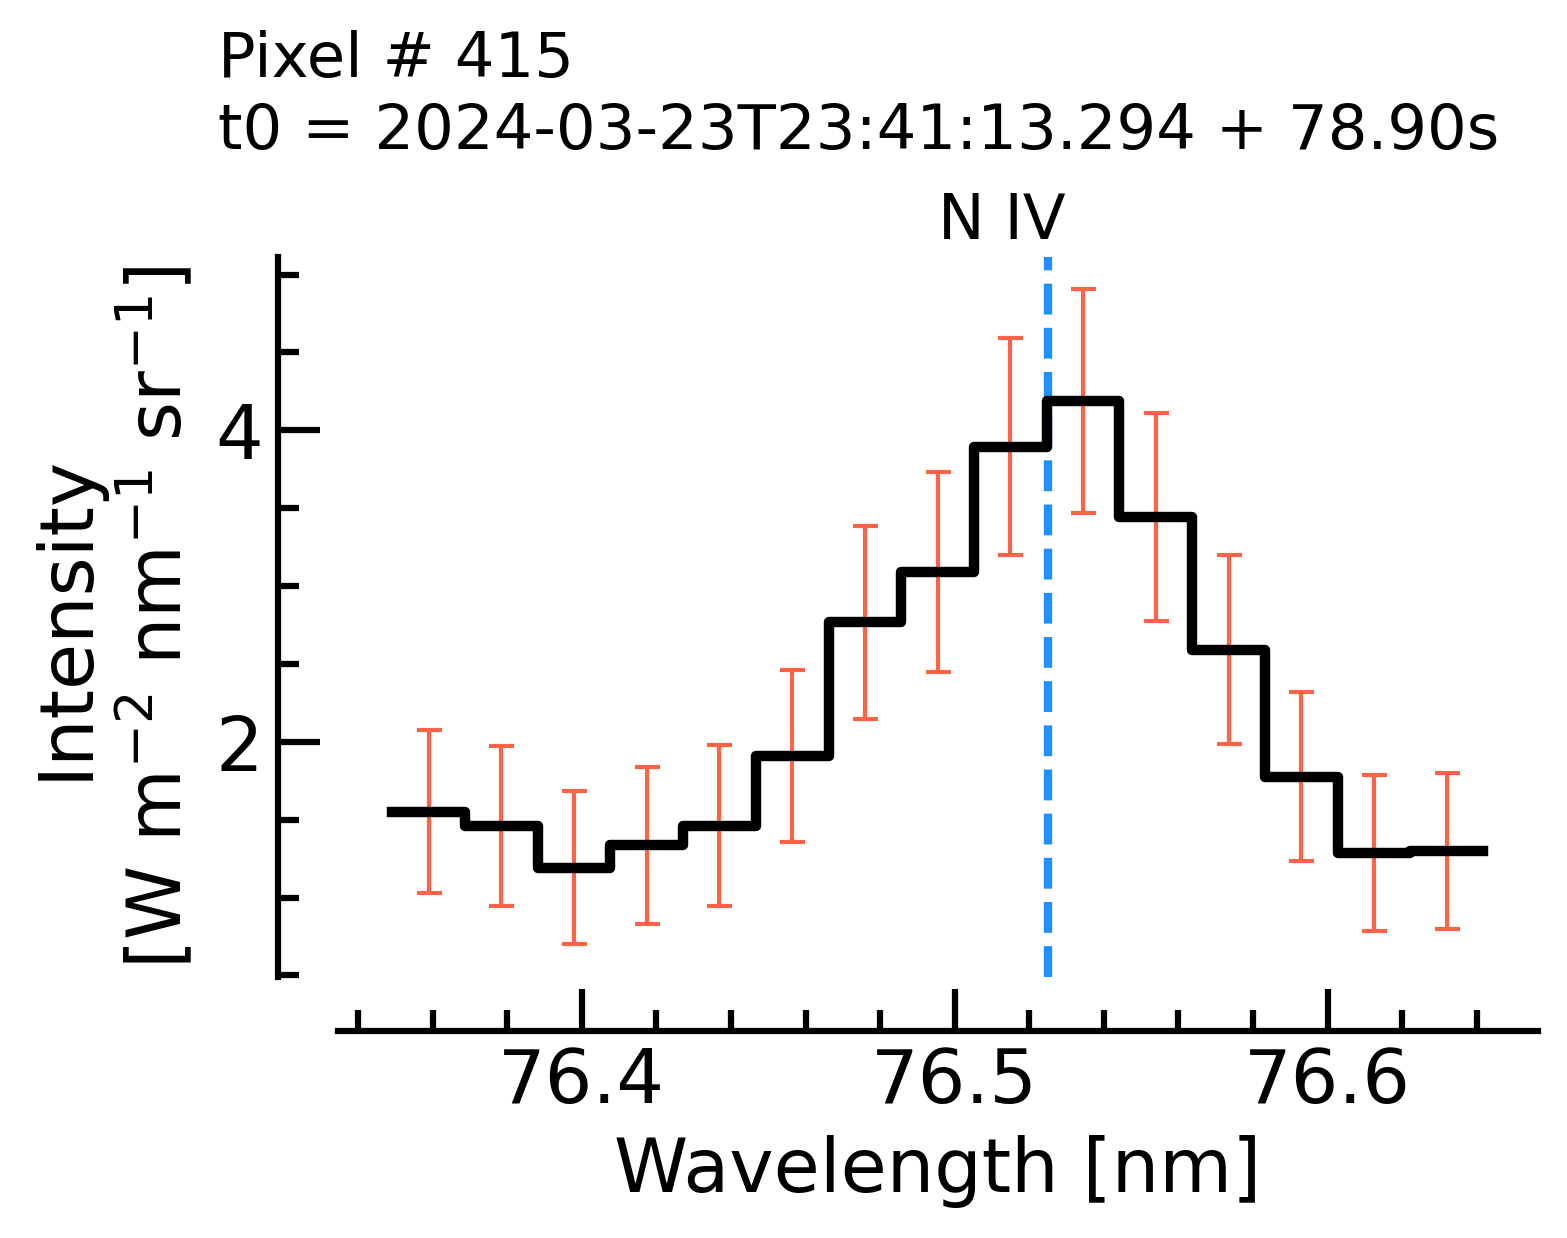 Pixel # 415
t0 = 2024-03-23T23:41:13.294 + 78.90s
N IV
Intensity
[W m⁻² nm⁻¹ sr⁻¹]
4
2
76.4 76.5 76.6
Wavelength [nm]